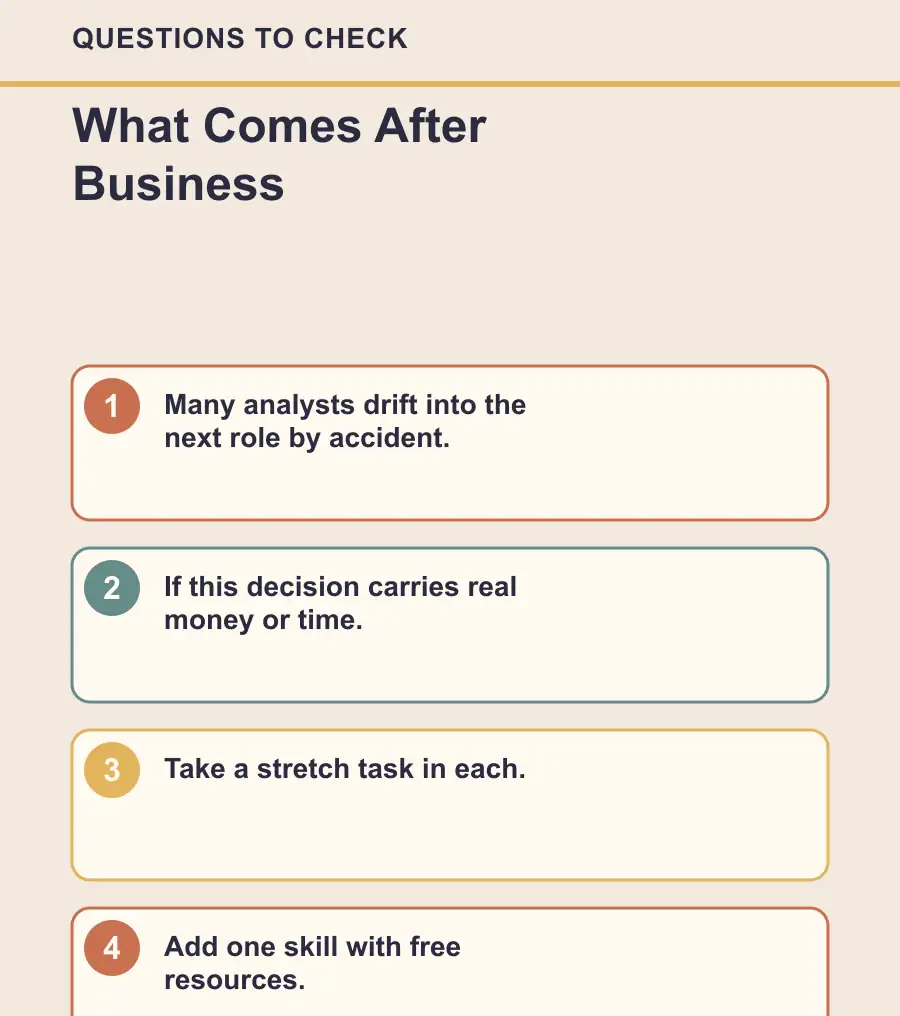 QUESTIONS TO CHECK
What Comes After
Business
1
Many analysts drift into the
next role by accident.
2
If this decision carries real
money or time.
3
Take a stretch task in each.
4
Add one skill with free
resources.